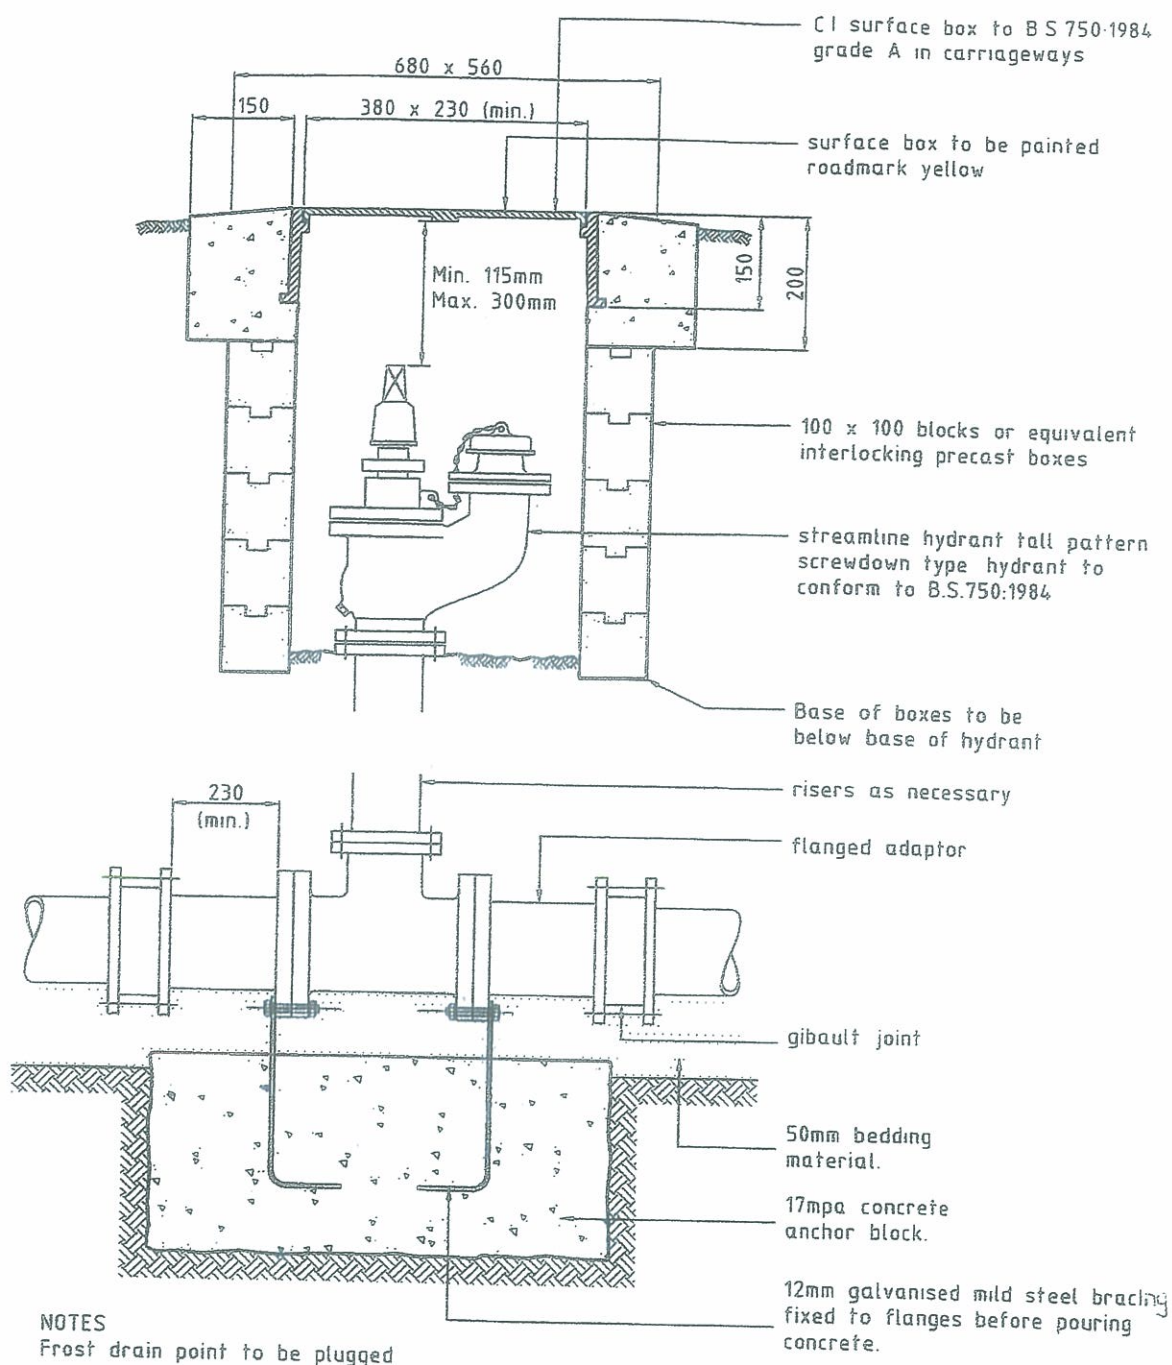 CI surface box to B S 750·1984
grade A in carriageways
680 x 560
150
380 x 230 (min.)
surface box to be painted
roadmark yellow
Min. 115mm
Max. 300mm
150
200
100 x 100 blocks or equivalent
interlocking precast boxes
streamline hydrant tall pattern
screwdown type hydrant to
conform to B.S.750:1984
Base of boxes to be
below base of hydrant
230
(min.)
risers as necessary
flanged adaptor
gibault joint
50mm bedding
material.
17mpa concrete
anchor block.
12mm galvanised mild steel bracing
fixed to flanges before pouring
concrete.
NOTES
Frost drain point to be plugged